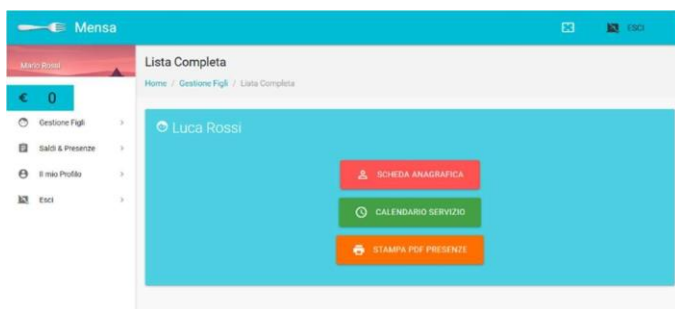 Mensa
ESCI
Mario Rossi
€ 0
Gestione Figli
Saldi & Presenze
Il mio Profilo
Esci
Lista Completa
Home / Gestione Figli / Lista Completa
Luca Rossi
SCHEDA ANAGRAFICA
CALENDARIO SERVIZIO
STAMPA PDF PRESENZE